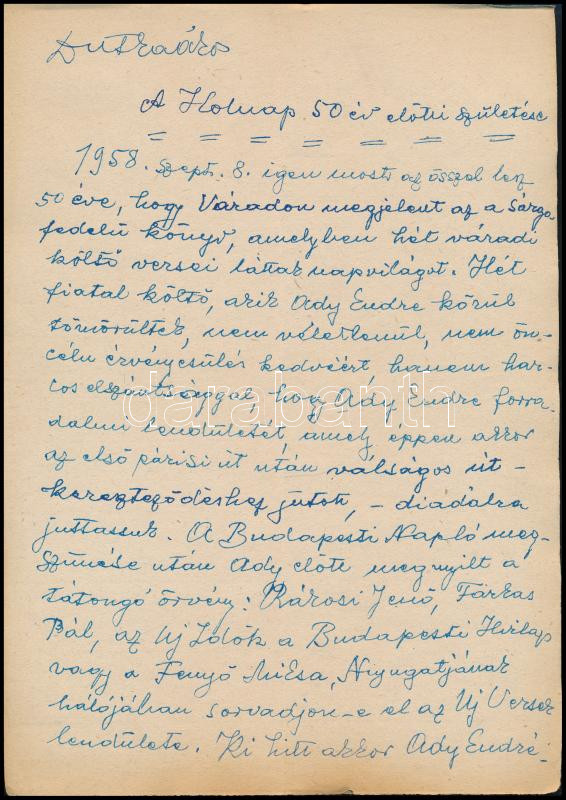 Dutka Ákos
A Holnap 50 év előtti születése
1958. szept. 8. igen most az ősszel lesz
50 éve, hogy Váradon megjelent az a sárga
fedelű könyv, amelyben hét váradi
költő versei láttak napvilágot. Hét
fiatal költő, akik Ady Endre körül
tömörültek, nem véletlenül, nem ön-
célu érvényesülés kedvéért hanem har-
cos elszántsággal, hogy Ady Endre forra-
dalmi lendületét, amely éppen akkor
az első párisi út után válságos út-
kereszteződéshez jutott, – diadalra
juttassuk. A Budapesti Napló meg-
szünése után Ady előtt megnyilt a
tátongó örvény: Rákosi Jenő, Farkas
Pál, az Uj Idők a Budapesti Hirlap
vagy a Fenyő Miksa, Nyugatjának
hálójában sorvadjon-e el az Uj Versek
lendülete. Ki hitt akkor Ady Endré-
darabanth